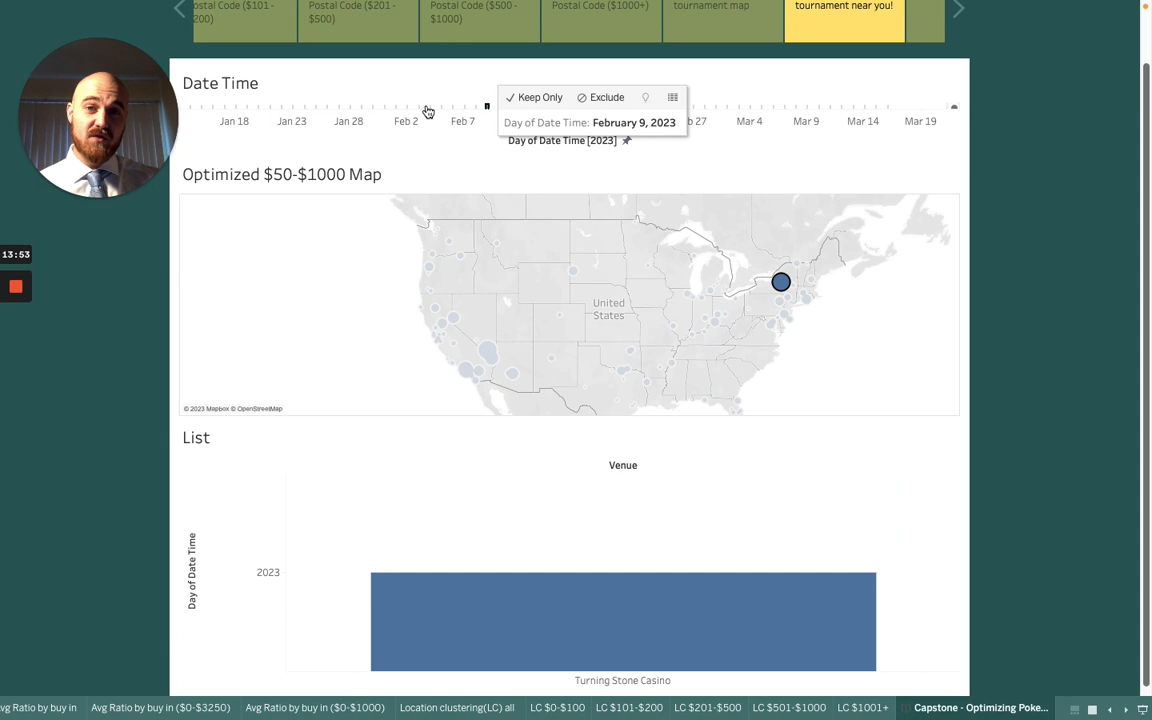 ostal Code ($101 -
200)
Postal Code ($201 -
$500)
Postal Code ($500 -
$1000)
Postal Code ($1000+)
tournament map
tournament near you!
Date Time
Keep Only
Exclude
Day of Date Time: February 9, 2023
Jan 18
Jan 23
Jan 28
Feb 2
Feb 7
b 27
Mar 4
Mar 9
Mar 14
Mar 19
Day of Date Time [2023]
Optimized $50-$1000 Map
13:53
United
States
© 2023 Mapbox © OpenStreetMap
List
Venue
Day of Date Time
2023
Turning Stone Casino
vg Ratio by buy in
Avg Ratio by buy in ($0-$3250)
Avg Ratio by buy in ($0-$1000)
Location clustering(LC) all
LC $0-$100
LC $101-$200
LC $201-$500
LC $501-$1000
LC $1001+
Capstone - Optimizing Poke...